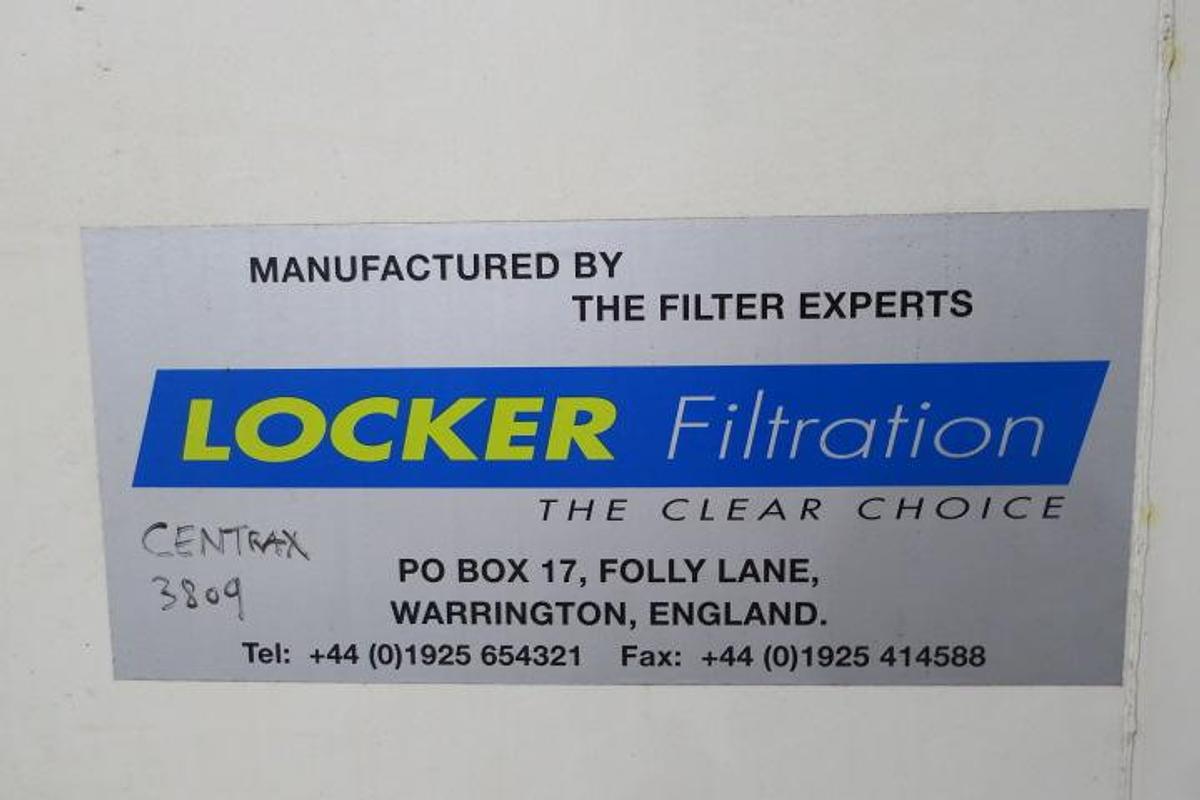 MANUFACTURED BY
THE FILTER EXPERTS
LOCKER Filtration
THE CLEAR CHOICE
CENTRAX
3809
PO BOX 17, FOLLY LANE,
WARRINGTON, ENGLAND.
Tel: +44 (0)1925 654321 Fax: +44 (0)1925 414588